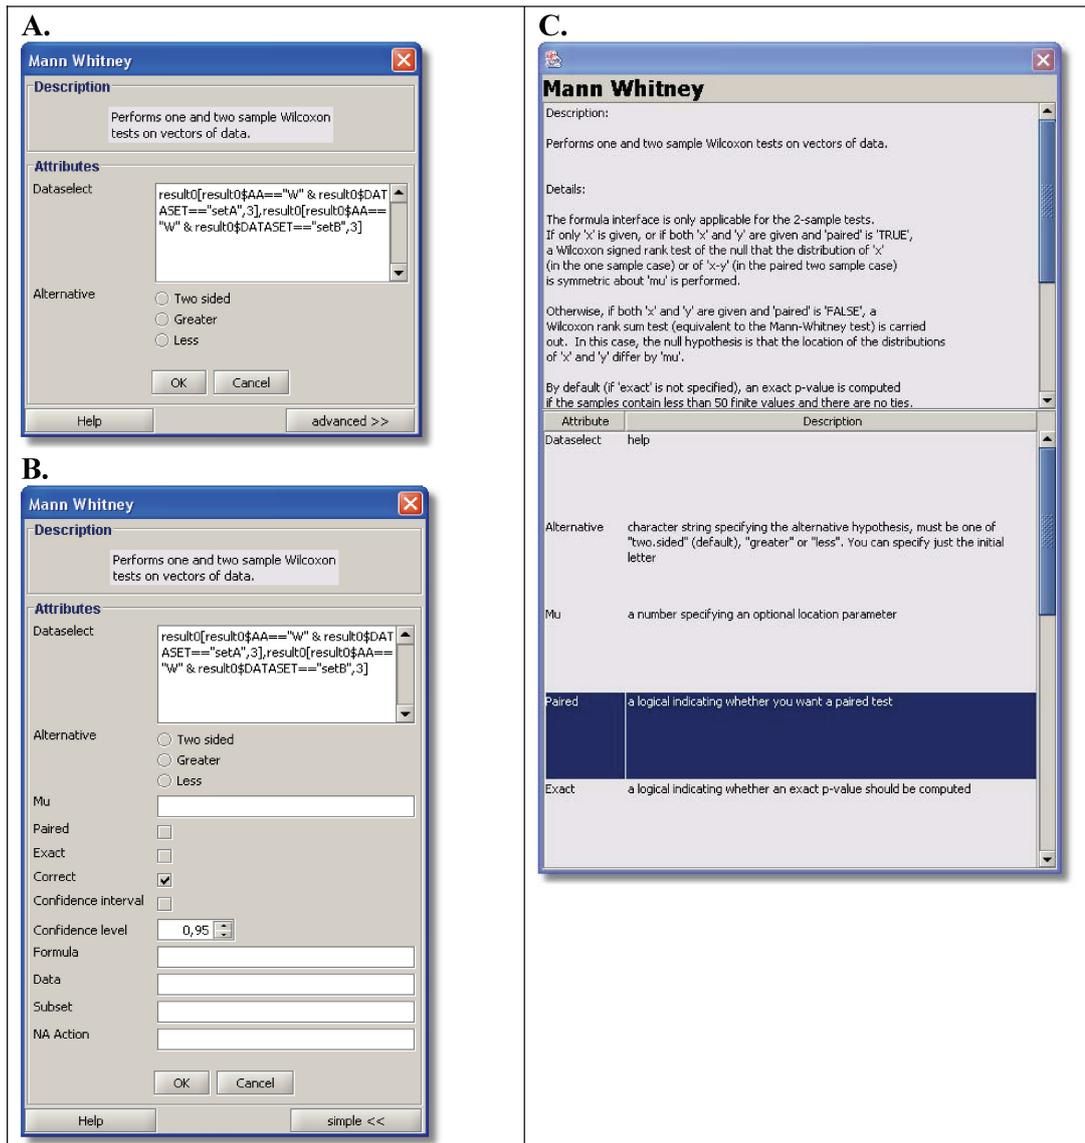 A.
Mann Whitney
Description
Performs one and two sample Wilcoxon
tests on vectors of data.
Attributes
Dataselect
result0[result0$AA=="W" & result0$DAT
ASET=="setA",3],result0[result0$AA==
"W" & result0$DATASET=="setB",3]
Alternative
Two sided
Greater
Less
OK
Cancel
Help
advanced >>
B.
Mann Whitney
Description
Performs one and two sample Wilcoxon
tests on vectors of data.
Attributes
Dataselect
result0[result0$AA=="W" & result0$DAT
ASET=="setA",3],result0[result0$AA==
"W" & result0$DATASET=="setB",3]
Alternative
Two sided
Greater
Less
Mu
Paired
Exact
Correct
Confidence interval
Confidence level
0,95
Formula
Data
Subset
NA Action
OK
Cancel
Help
simple <<
C.
Mann Whitney
Description:
Performs one and two sample Wilcoxon tests on vectors of data.
Details:
The formula interface is only applicable for the 2-sample tests.
If only 'x' is given, or if both 'x' and 'y' are given and 'paired' is 'TRUE',
a Wilcoxon signed rank test of the null that the distribution of 'x'
(in the one sample case) or of 'x-y' (in the paired two sample case)
is symmetric about 'mu' is performed.
Otherwise, if both 'x' and 'y' are given and 'paired' is 'FALSE', a
Wilcoxon rank sum test (equivalent to the Mann-Whitney test) is carried
out. In this case, the null hypothesis is that the location of the distributions
of 'x' and 'y' differ by 'mu'.
By default (if 'exact' is not specified), an exact p-value is computed
if the samples contain less than 50 finite values and there are no ties.
Attribute Description
Dataselect help
Alternative character string specifying the alternative hypothesis, must be one of
"two.sided" (default), "greater" or "less". You can specify just the initial
letter
Mu a number specifying an optional location parameter
Paired a logical indicating whether you want a paired test
Exact a logical indicating whether an exact p-value should be computed